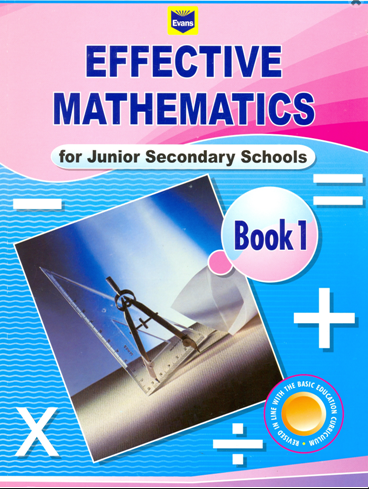 Evans
EFFECTIVE
MATHEMATICS
for Junior Secondary Schools
Book 1
REVISED IN LINE WITH THE BASIC EDUCATION CURRICULUM